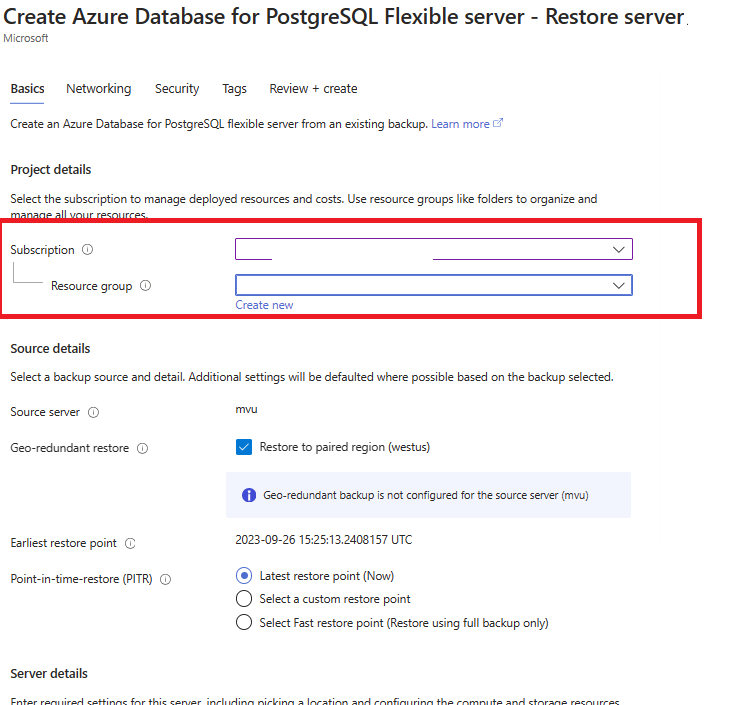 Create Azure Database for PostgreSQL Flexible server - Restore server
Microsoft
Basics Networking Security Tags Review + create
Create an Azure Database for PostgreSQL flexible server from an existing backup. Learn more
Project details
Select the subscription to manage deployed resources and costs. Use resource groups like folders to organize and
manage all your resources.
Subscription
Resource group
Create new
Source details
Select a backup source and detail. Additional settings will be defaulted where possible based on the backup selected.
Source server mvu
Geo-redundant restore Restore to paired region (westus)
Geo-redundant backup is not configured for the source server (mvu)
Earliest restore point 2023-09-26 15:25:13.2408157 UTC
Point-in-time-restore (PITR) Latest restore point (Now)
Select a custom restore point
Select Fast restore point (Restore using full backup only)
Server details
Enter required settings for this server, including picking a location and configuring the compute and storage resources.